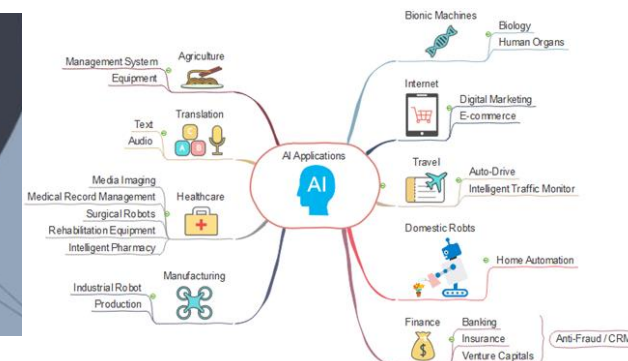 AI Applications
AI
Agriculture
Management System
Equipment
Translation
Text
Audio
C
A
B
Healthcare
Media Imaging
Medical Record Management
Surgical Robots
Rehabilitation Equipment
Intelligent Pharmacy
Manufacturing
Industrial Robot
Production
Bionic Machines
Biology
Human Organs
Internet
Digital Marketing
E-commerce
Travel
Auto-Drive
Intelligent Traffic Monitor
Domestic Robts
Home Automation
Finance
$
Banking
Insurance
Venture Capitals
Anti-Fraud / CRM